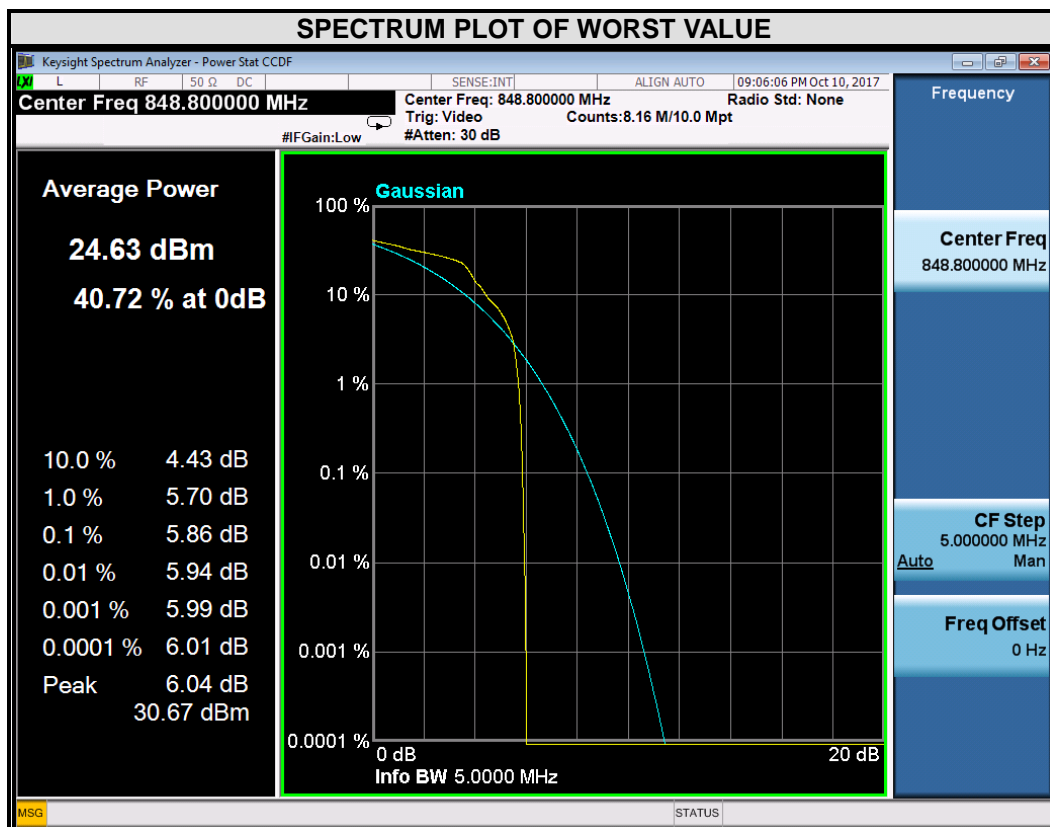 SPECTRUM PLOT OF WORST VALUE
Keysight Spectrum Analyzer - Power Stat CCDF
LXI L RF 50 Ω DC SENSE:INT ALIGN AUTO 09:06:06 PM Oct 10, 2017
Center Freq 848.800000 MHz
Center Freq: 848.800000 MHz Radio Std: None
Trig: Video Counts:8.16 M/10.0 Mpt
#IFGain:Low #Atten: 30 dB
Average Power
24.63 dBm
40.72 % at 0dB
10.0 % 4.43 dB
1.0 % 5.70 dB
0.1 % 5.86 dB
0.01 % 5.94 dB
0.001 % 5.99 dB
0.0001 % 6.01 dB
Peak 6.04 dB
30.67 dBm
Gaussian
100 %
10 %
1 %
0.1 %
0.01 %
0.001 %
0.0001 %
0 dB 20 dB
Info BW 5.0000 MHz
Frequency
Center Freq
848.800000 MHz
CF Step
5.000000 MHz
Auto Man
Freq Offset
0 Hz
MSG STATUS